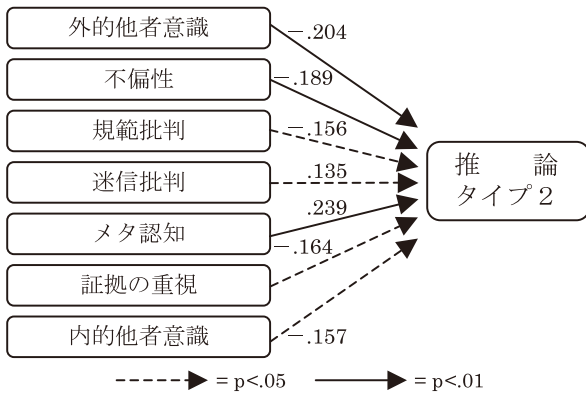 外的他者意識
－.204
不偏性
－.189
規範批判
－.156
迷信批判
.135
メタ認知
.239
証拠の重視
－.164
内的他者意識
－.157
推　論
タイプ２
= p<.05
= p<.01